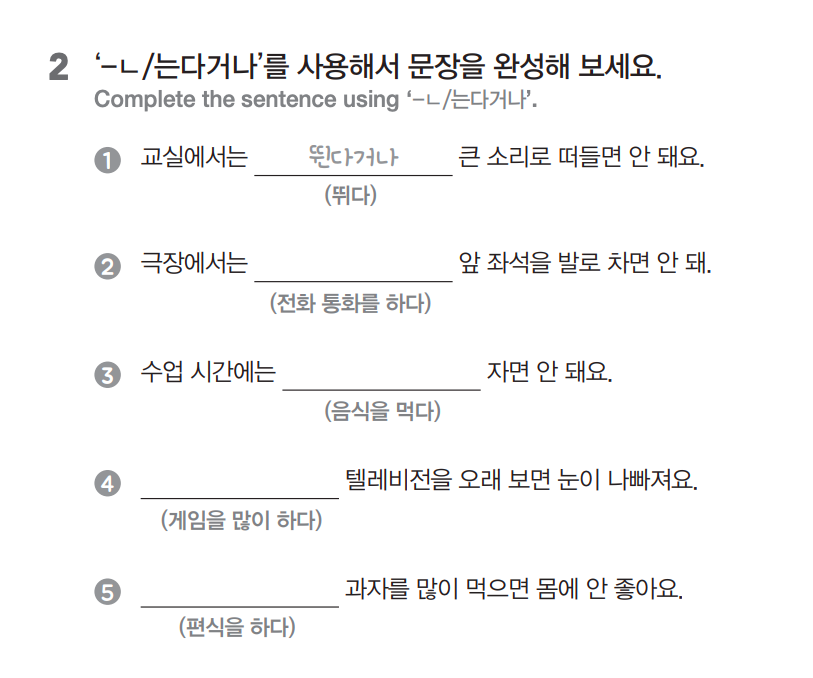 2 ‘–ㄴ/는다거나’를 사용해서 문장을 완성해 보세요.
Complete the sentence using ‘–ㄴ/는다거나’.
1 교실에서는 뛴다거나 큰 소리로 떠들면 안 돼요.
(뛰다)
2 극장에서는 앞 좌석을 발로 차면 안 돼.
(전화 통화를 하다)
3 수업 시간에는 자면 안 돼요.
(음식을 먹다)
4 텔레비전을 오래 보면 눈이 나빠져요.
(게임을 많이 하다)
5 과자를 많이 먹으면 몸에 안 좋아요.
(편식을 하다)